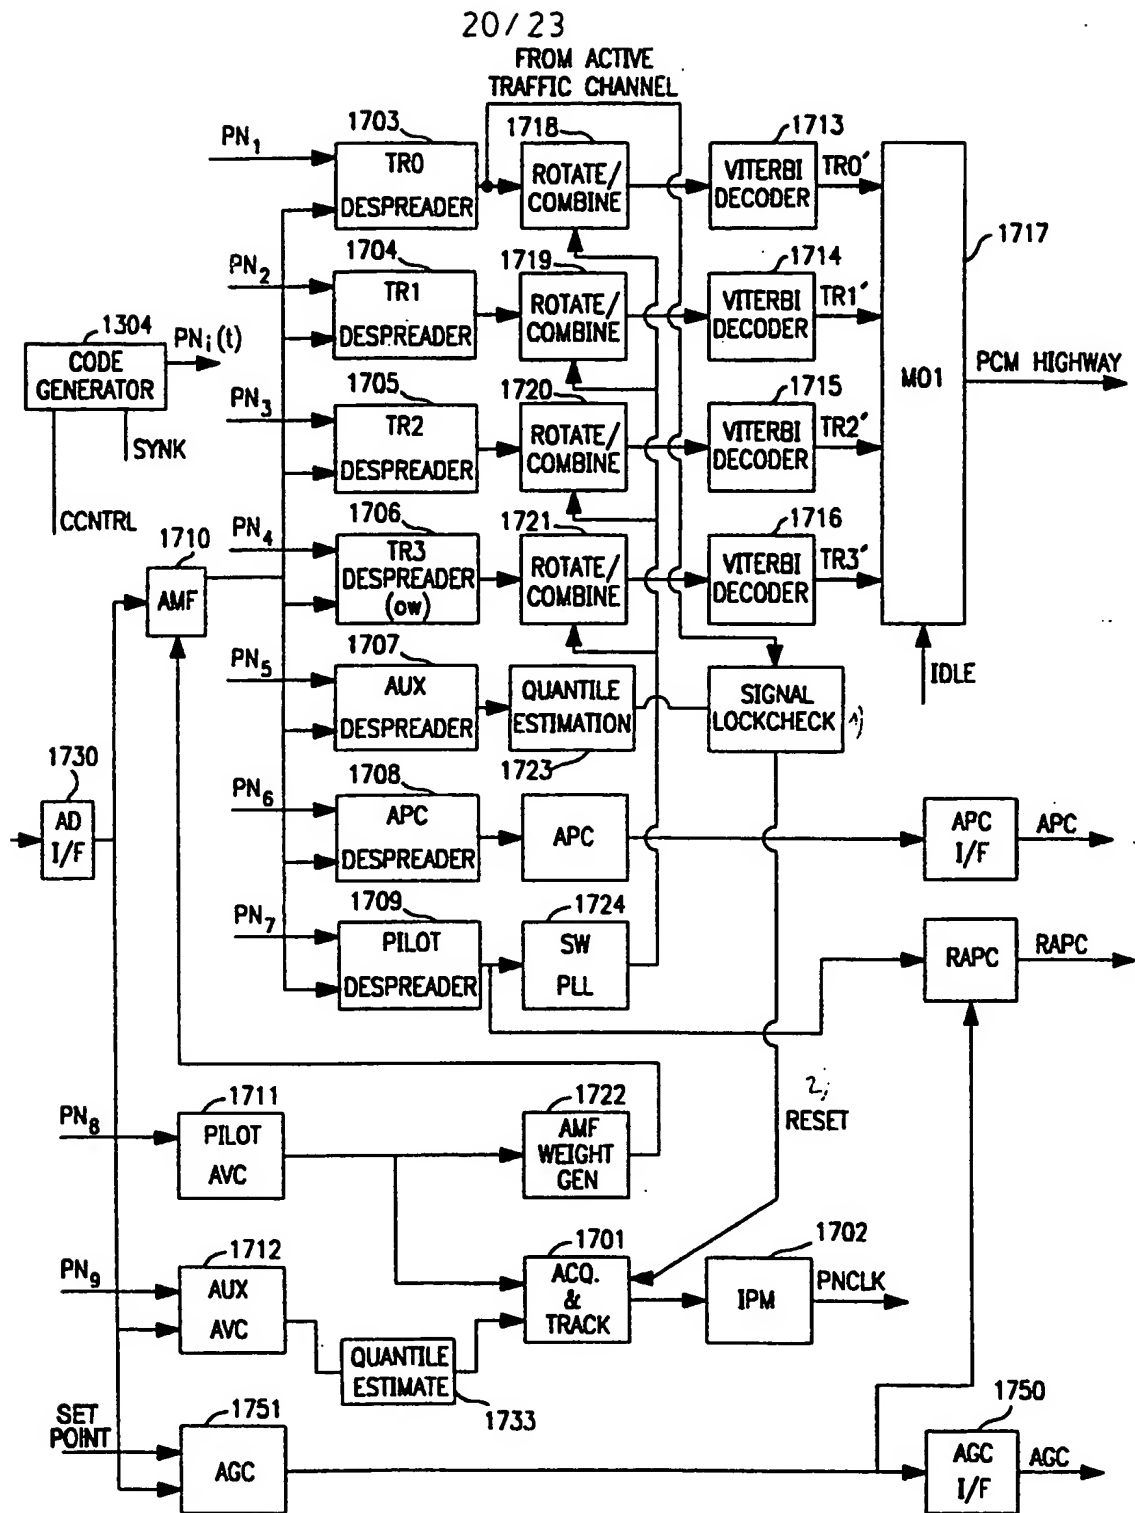 20/23
FROM ACTIVE
TRAFFIC CHANNEL
PN1
1703
TR0
DESPREADER
1718
ROTATE/
COMBINE
1713
VITERBI
DECODER
TR0'
1717
MO1
PCM HIGHWAY
IDLE
PN2
1704
TR1
DESPREADER
1719
ROTATE/
COMBINE
1714
VITERBI
DECODER
TR1'
1304
CODE
GENERATOR
PNi(t)
SYNK
CCNTRL
PN3
1705
TR2
DESPREADER
1720
ROTATE/
COMBINE
1715
VITERBI
DECODER
TR2'
PN4
1706
TR3
DESPREADER
(OW)
1721
ROTATE/
COMBINE
1716
VITERBI
DECODER
TR3'
1710
AMF
PN5
1707
AUX
DESPREADER
QUANTILE
ESTIMATION
1723
SIGNAL
LOCKCHECK
1)
1730
AD
I/F
PN6
1708
APC
DESPREADER
APC
APC
I/F
APC
PN7
1709
PILOT
DESPREADER
1724
SW
PLL
RAPC
RAPC
PN8
1711
PILOT
AVC
1722
AMF
WEIGHT
GEN
2)
RESET
PN9
1712
AUX
AVC
QUANTILE
ESTIMATE
1733
1701
ACQ.
&
TRACK
1702
IPM
PNCLK
SET
POINT
1751
AGC
1750
AGC
I/F
AGC